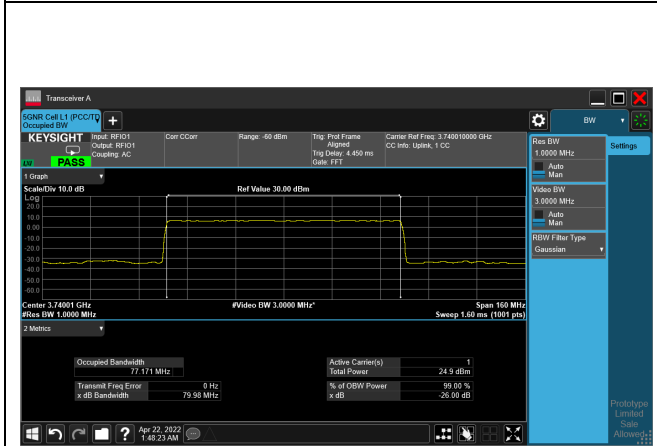 Transceiver A
5GNR Cell L1 (PCC/TD
Occupied BW
BW
KEYSIGHT
LV
PASS
Input: RFIO1
Output: RFIO1
Coupling: AC
Corr CCorr
Range: -60 dBm
Trig: Prot Frame
Aligned
Trig Delay: 4.450 ms
Gate: FFT
Carrier Ref Freq: 3.740010000 GHz
CC Info: Uplink, 1 CC
Res BW
1.0000 MHz
Auto
Man
Settings
Video BW
3.0000 MHz
Auto
Man
RBW Filter Type
Gaussian
1 Graph
Scale/Div 10.0 dB
Ref Value 30.00 dBm
Log
20.0
10.0
0.00
-10.0
-20.0
-30.0
-40.0
-50.0
-60.0
Center 3.74001 GHz
#Video BW 3.0000 MHz*
Span 160 MHz
#Res BW 1.0000 MHz
Sweep 1.60 ms (1001 pts)
2 Metrics
Occupied Bandwidth
77.171 MHz
Active Carrier(s) 1
Total Power 24.9 dBm
Transmit Freq Error 0 Hz
% of OBW Power 99.00 %
x dB Bandwidth 79.98 MHz
x dB -26.00 dB
Prototype
Limited
Sale
Allowed
Apr 22, 2022
1:48:23 AM